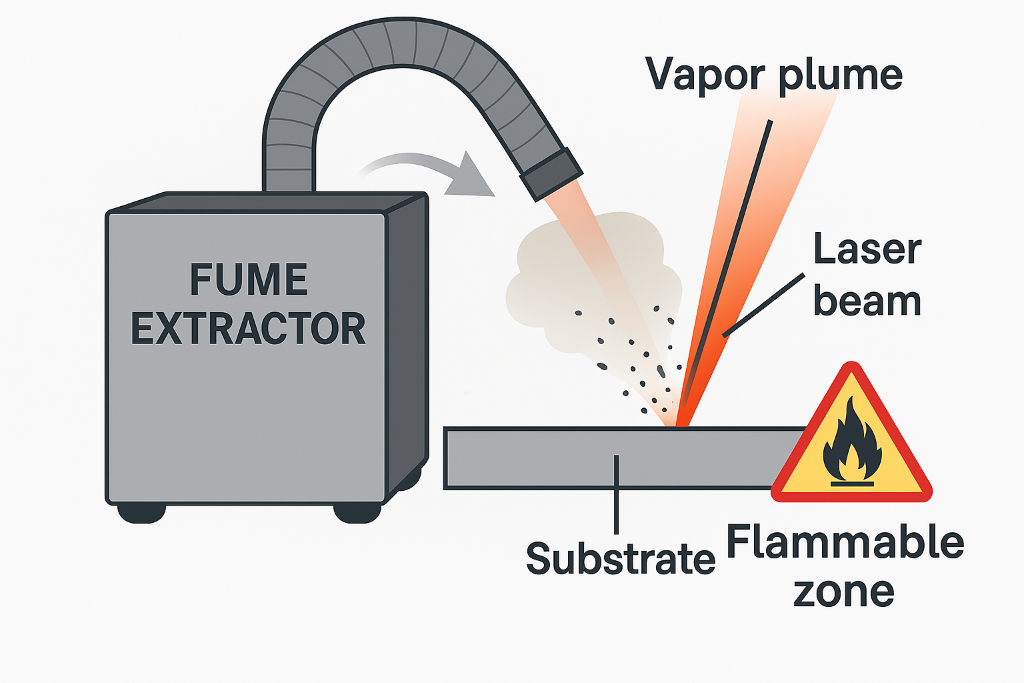 Vapor plume
Laser
beam
FUME
EXTRACTOR
Substrate
Flammable
zone